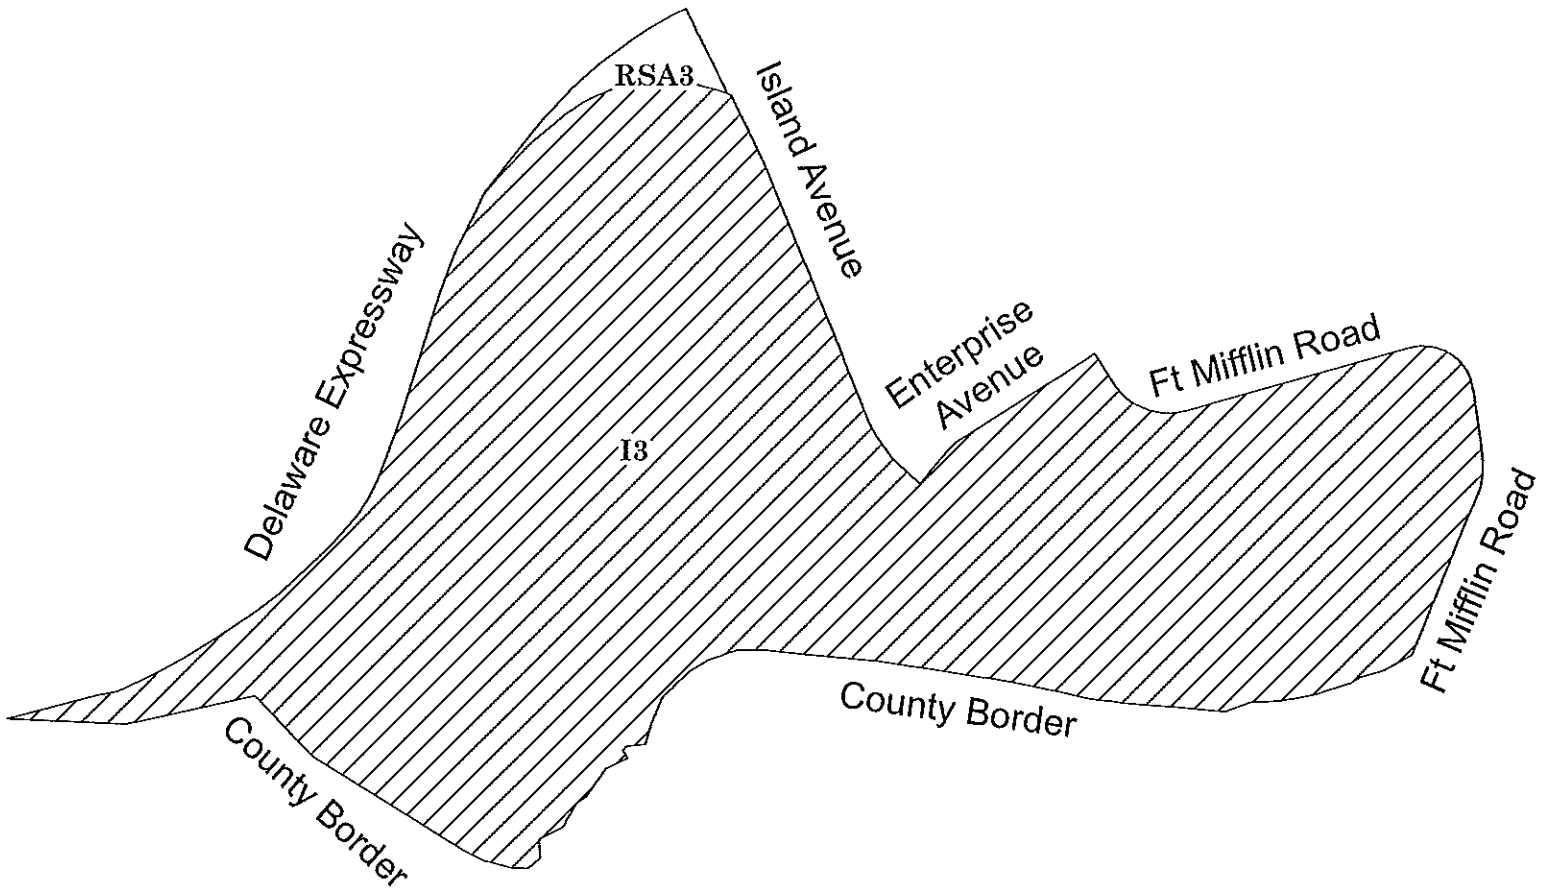 RSA3
Island Avenue
Delaware Expressway
Enterprise
Avenue
Ft Mifflin Road
I3
Ft Mifflin Road
County Border
County Border